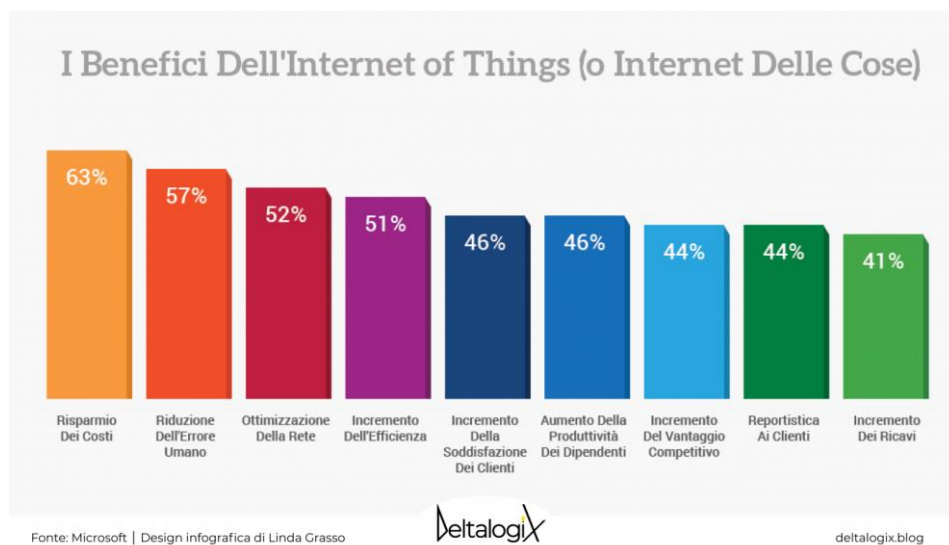 I Benefici Dell'Internet of Things (o Internet Delle Cose)
63%
57%
52%
51%
46%
46%
44%
44%
41%
Risparmio
Dei Costi
Riduzione
Dell'Errore
Umano
Ottimizzazione
Della Rete
Incremento
Dell'Efficienza
Incremento
Della
Soddisfazione
Dei Clienti
Aumento Della
Produttività
Dei Dipendenti
Incremento
Del Vantaggio
Competitivo
Reportistica
Ai Clienti
Incremento
Dei Ricavi
Fonte: Microsoft | Design infografica di Linda Grasso
DeltalogiX
deltalogix.blog